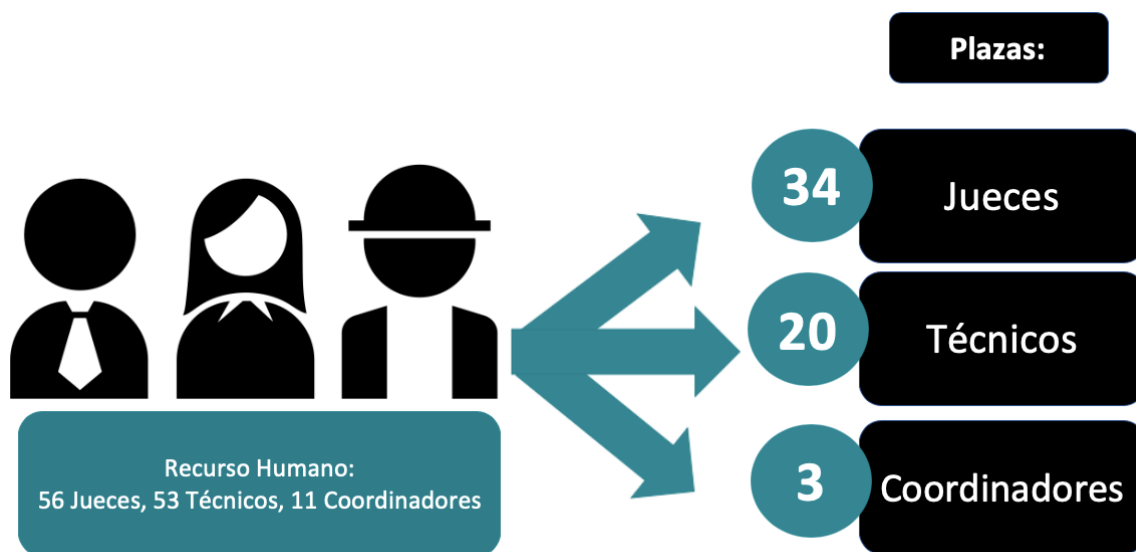 Plazas:
34
Jueces
20
Técnicos
3
Coordinadores
Recurso Humano:
56 Jueces, 53 Técnicos, 11 Coordinadores